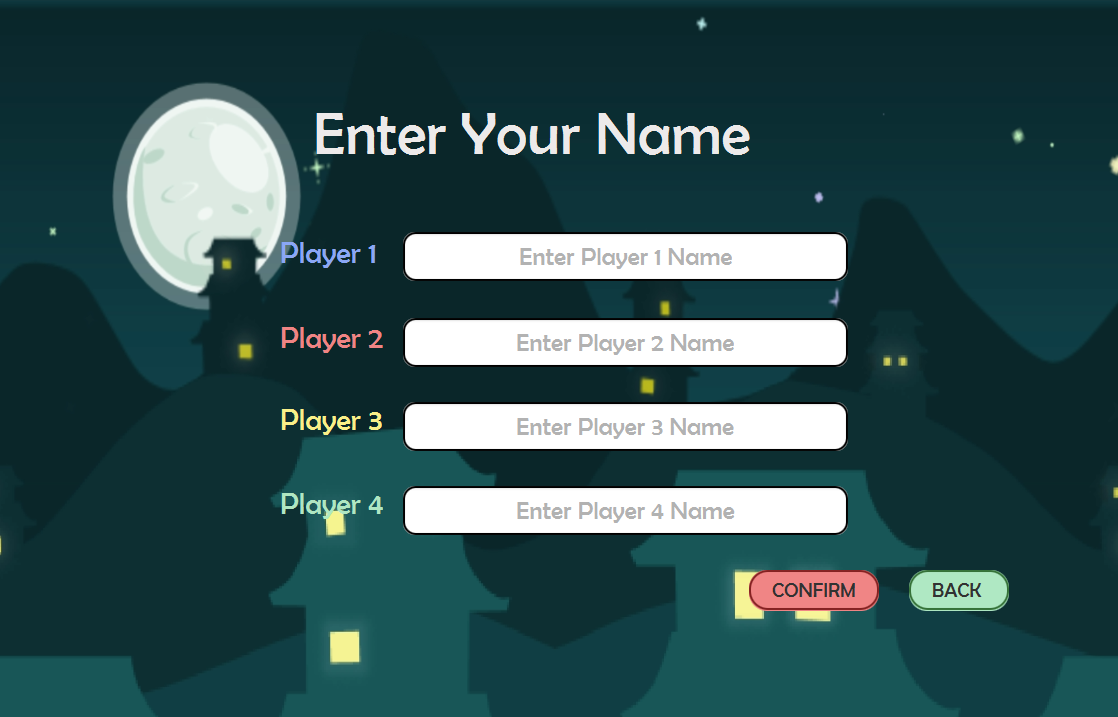 Enter Your Name
Player 1 Enter Player 1 Name
Player 2 Enter Player 2 Name
Player 3 Enter Player 3 Name
Player 4 Enter Player 4 Name
CONFIRM BACK